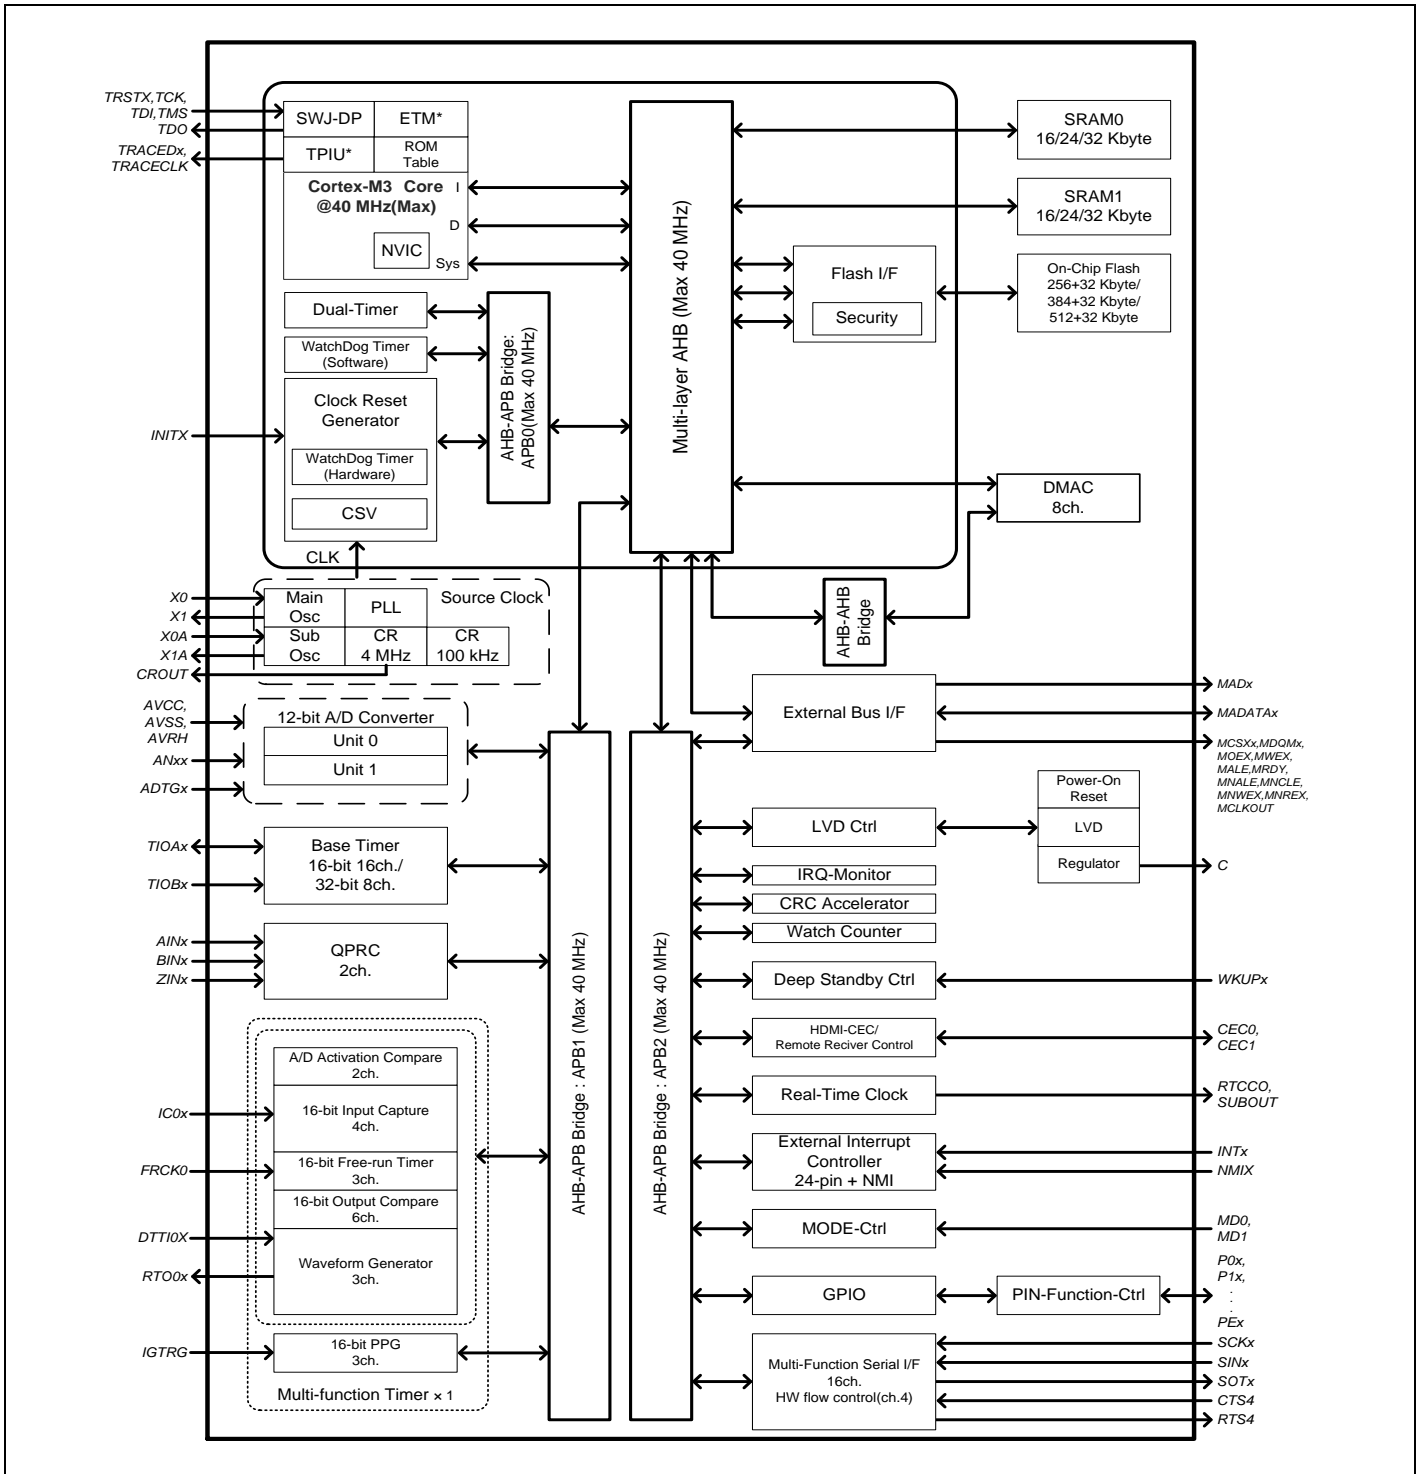 TRSTX,TCK,
TDI,TMS
TDO
TRACEDx,
TRACECLK
SWJ-DP
ETM*
TPIU*
ROM
Table
Cortex-M3 Core
@40 MHz(Max)
I
D
Sys
NVIC
Dual-Timer
WatchDog Timer
(Software)
INITX
Clock Reset
Generator
WatchDog Timer
(Hardware)
CSV
CLK
AHB-APB Bridge:
APB0(Max 40 MHz)
Multi-layer AHB (Max 40 MHz)
Flash I/F
Security
SRAM0
16/24/32 Kbyte
SRAM1
16/24/32 Kbyte
On-Chip Flash
256+32 Kbyte/
384+32 Kbyte/
512+32 Kbyte
DMAC
8ch.
AHB-AHB
Bridge
X0
X1
X0A
X1A
CROUT
Main
Osc
PLL
Source Clock
Sub
Osc
CR
4 MHz
CR
100 kHz
AVCC,
AVSS,
AVRH
ANxx
ADTGx
12-bit A/D Converter
Unit 0
Unit 1
TIOAx
TIOBx
Base Timer
16-bit 16ch./
32-bit 8ch.
AINx
BINx
ZINx
QPRC
2ch.
A/D Activation Compare
2ch.
IC0x
16-bit Input Capture
4ch.
FRCK0
16-bit Free-run Timer
3ch.
16-bit Output Compare
6ch.
DTTI0X
RTO0x
Waveform Generator
3ch.
IGTRG
16-bit PPG
3ch.
Multi-function Timer × 1
AHB-APB Bridge : APB1 (Max 40 MHz)
AHB-APB Bridge : APB2 (Max 40 MHz)
External Bus I/F
MADx
MADATAx
MCSXx,MDQMx,
MOEX,MWEX,
MALE,MRDY,
MNALE,MNCLE,
MNWEX,MNREX,
MCLKOUT
LVD Ctrl
Power-On
Reset
LVD
Regulator
C
IRQ-Monitor
CRC Accelerator
Watch Counter
Deep Standby Ctrl
WKUPx
HDMI-CEC/
Remote Reciver Control
CEC0,
CEC1
Real-Time Clock
RTCCO,
SUBOUT
External Interrupt
Controller
24-pin + NMI
INTx
NMIX
MODE-Ctrl
MD0,
MD1
GPIO
PIN-Function-Ctrl
P0x,
P1x,
.
.
PEx
Multi-Function Serial I/F
16ch.
HW flow control(ch.4)
SCKx
SINx
SOTx
CTS4
RTS4